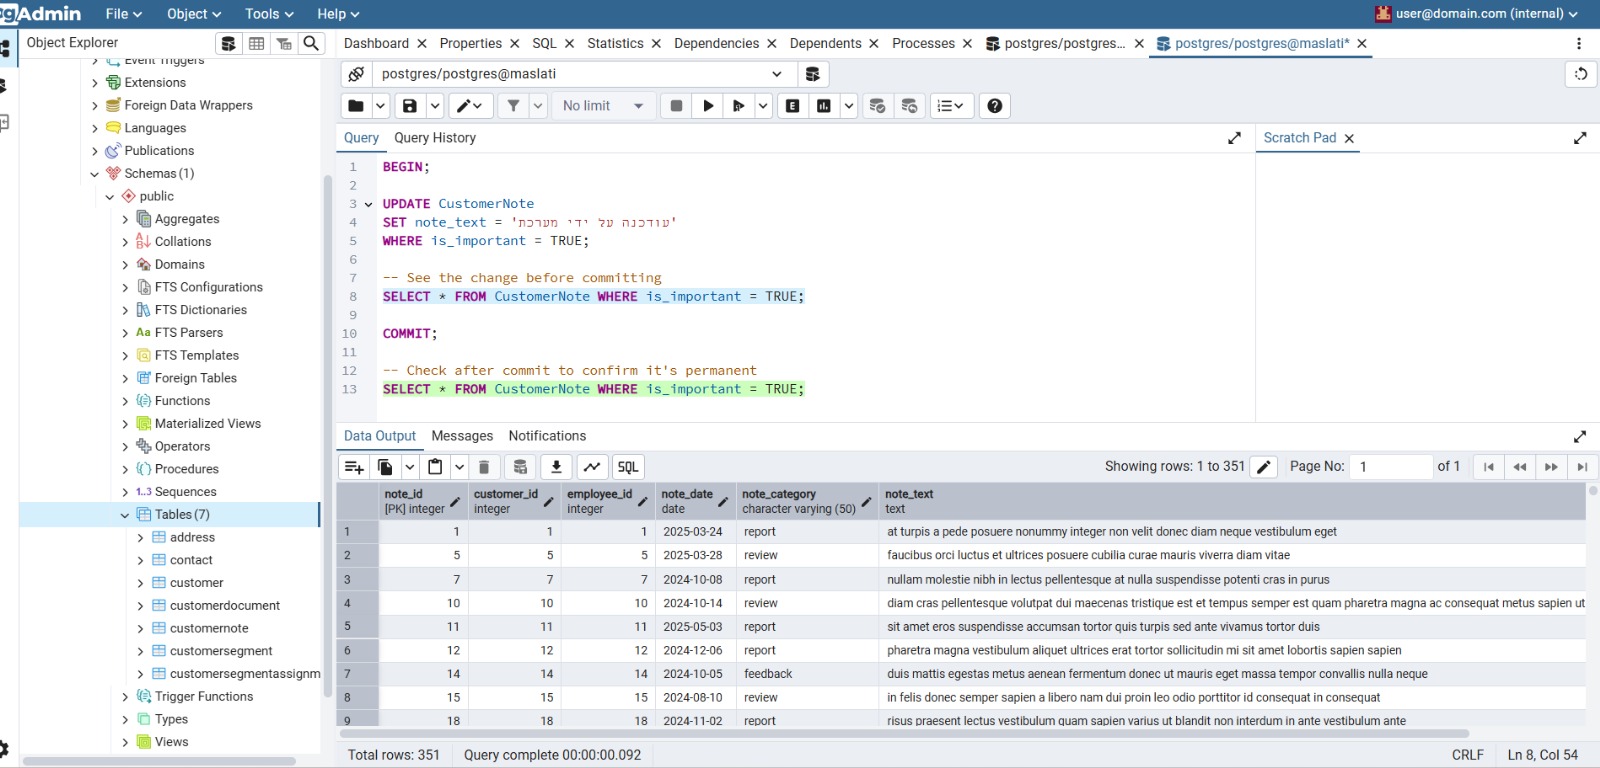 gAdmin File Object Tools Help user@domain.com (internal)
Object Explorer
Dashboard Properties SQL Statistics Dependencies Dependents Processes postgres/postgres... postgres/postgres@maslati*
Event Triggers
Extensions
Foreign Data Wrappers
Languages
Publications
Schemas (1)
public
Aggregates
Collations
Domains
FTS Configurations
FTS Dictionaries
Aa FTS Parsers
FTS Templates
Foreign Tables
Functions
Materialized Views
Operators
Procedures
1..3 Sequences
Tables (7)
address
contact
customer
customerdocument
customernote
customersegment
customersegmentassignm
Trigger Functions
Types
Views
postgres/postgres@maslati
No limit E
Query Query History
1 BEGIN;
2
3 UPDATE CustomerNote
4 SET note_text = 'עודכנה על ידי מערכת'
5 WHERE is_important = TRUE;
6
7 -- See the change before committing
8 SELECT * FROM CustomerNote WHERE is_important = TRUE;
9
10 COMMIT;
11
12 -- Check after commit to confirm it's permanent
13 SELECT * FROM CustomerNote WHERE is_important = TRUE;
Scratch Pad
Data Output Messages Notifications
SQL Showing rows: 1 to 351 Page No: 1 of 1
note_id customer_id employee_id note_date note_category note_text
[PK] integer integer integer date character varying (50) text
1 1 1 1 2025-03-24 report at turpis a pede posuere nonummy integer non velit donec diam neque vestibulum eget
2 5 5 5 2025-03-28 review faucibus orci luctus et ultrices posuere cubilia curae mauris viverra diam vitae
3 7 7 7 2024-10-08 report nullam molestie nibh in lectus pellentesque at nulla suspendisse potenti cras in purus
4 10 10 10 2024-10-14 review diam cras pellentesque volutpat dui maecenas tristique est et tempus semper est quam pharetra magna ac consequat metus sapien ut
5 11 11 11 2025-05-03 report sit amet eros suspendisse accumsan tortor quis turpis sed ante vivamus tortor duis
6 12 12 12 2024-12-06 report pharetra magna vestibulum aliquet ultrices erat tortor sollicitudin mi sit amet lobortis sapien sapien
7 14 14 14 2024-10-05 feedback duis mattis egestas metus aenean fermentum donec ut mauris eget massa tempor convallis nulla neque
8 15 15 15 2024-08-10 review in felis donec semper sapien a libero nam dui proin leo odio porttitor id consequat in consequat
9 18 18 18 2024-11-02 report risus praesent lectus vestibulum quam sapien varius ut blandit non interdum in ante vestibulum ante
Total rows: 351 Query complete 00:00:00.092 CRLF Ln 8, Col 54